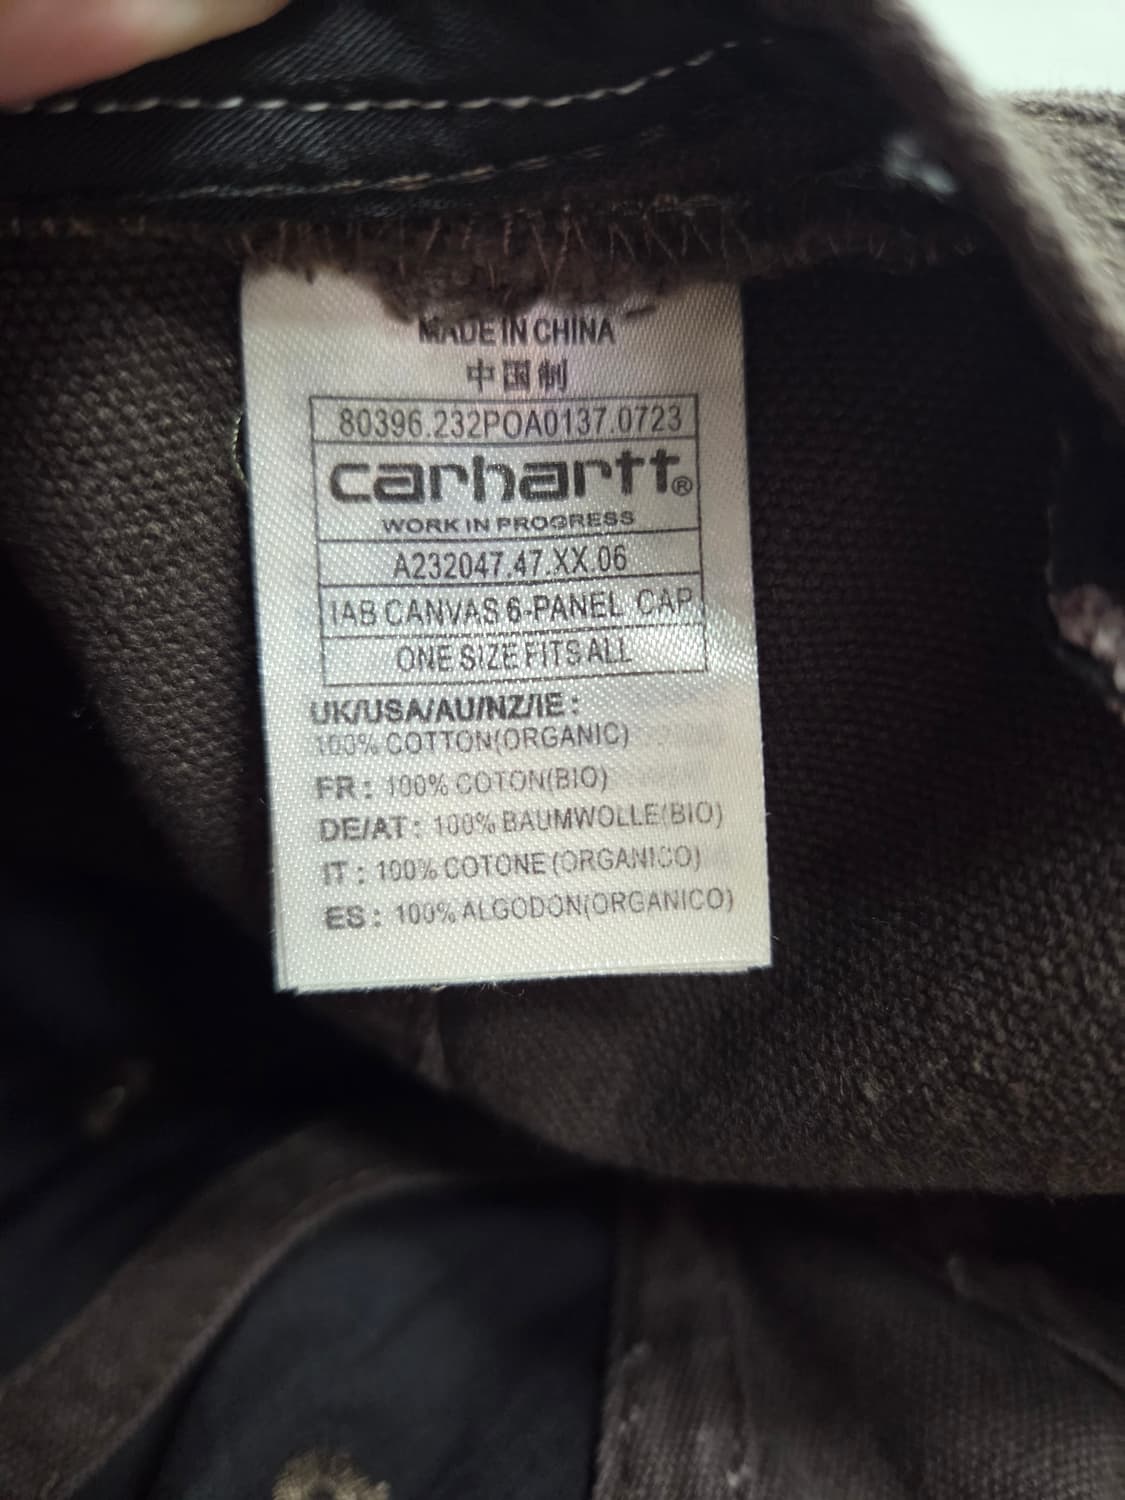 MADE IN CHINA
中国制
80396.232POA0137.0723
carhartt®
WORK IN PROGRESS
A232047.47.XX.06
IAB CANVAS 6-PANEL CAP
ONE SIZE FITS ALL
UK/USA/AU/NZ/IE :
100% COTTON(ORGANIC)
FR : 100% COTON(BIO)
DE/AT : 100% BAUMWOLLE(BIO)
IT : 100% COTONE (ORGANICO)
ES : 100% ALGODON(ORGANICO)